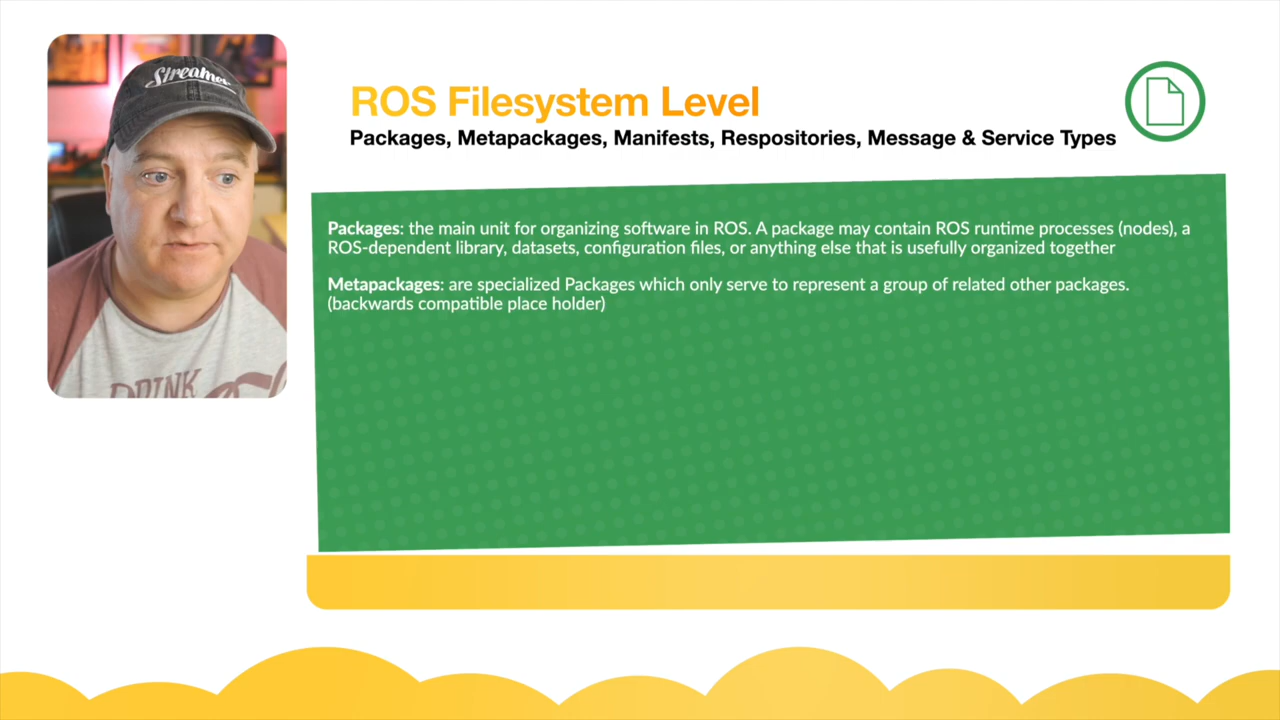 Streamer
DRINK
ROS Filesystem Level
Packages, Metapackages, Manifests, Respositories, Message & Service Types
Packages: the main unit for organizing software in ROS. A package may contain ROS runtime processes (nodes), a
ROS-dependent library, datasets, configuration files, or anything else that is usefully organized together
Metapackages: are specialized Packages which only serve to represent a group of related other packages.
(backwards compatible place holder)